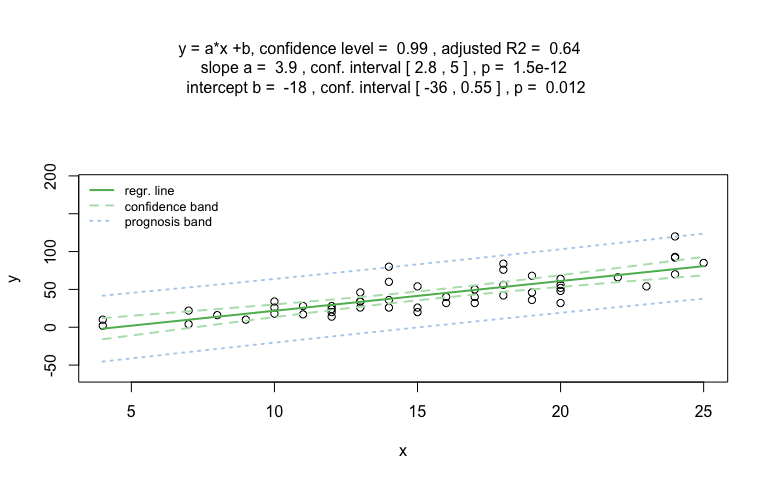 y = a*x +b, confidence level =  0.99 , adjusted R2 =  0.64
slope a =  3.9 , conf. interval [ 2.8 , 5 ] , p =  1.5e-12
intercept b =  -18 , conf. interval [ -36 , 0.55 ] , p =  0.012
regr. line
confidence band
prognosis band
y
200
100
50
0
-50
5 10 15 20 25
x